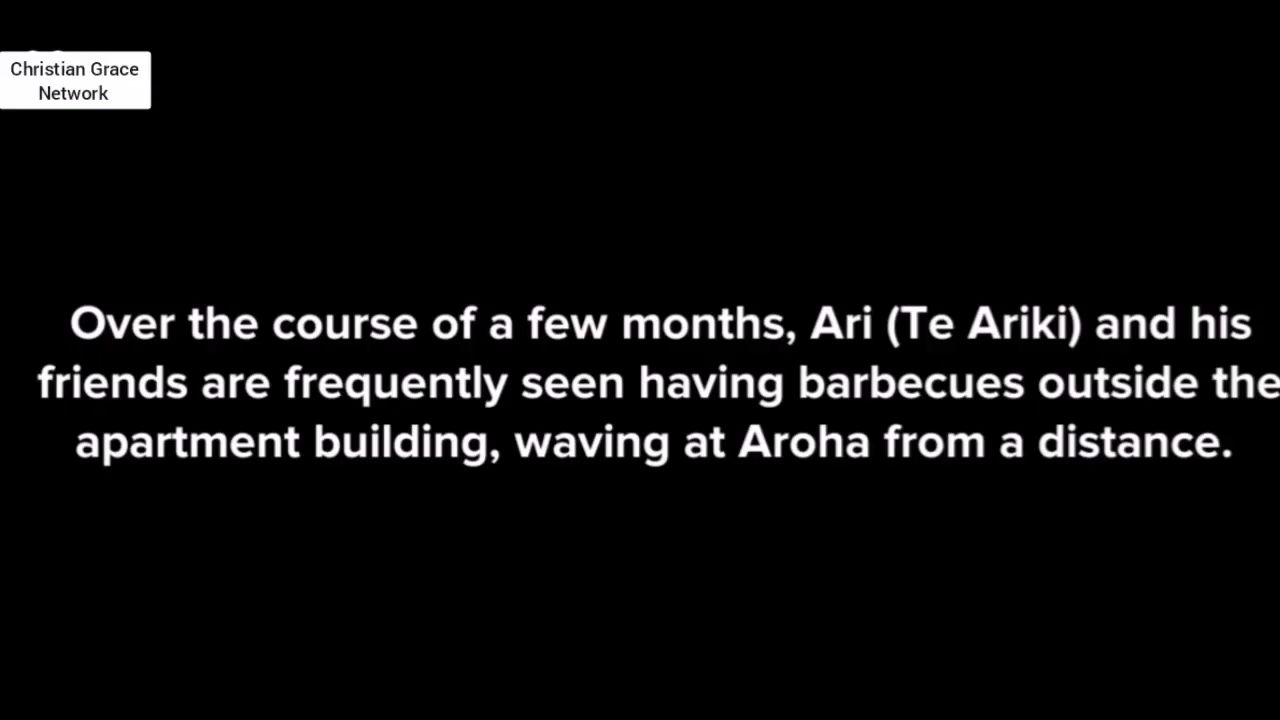 Christian Grace
Network
Over the course of a few months, Ari (Te Ariki) and his
friends are frequently seen having barbecues outside the
apartment building, waving at Aroha from a distance.